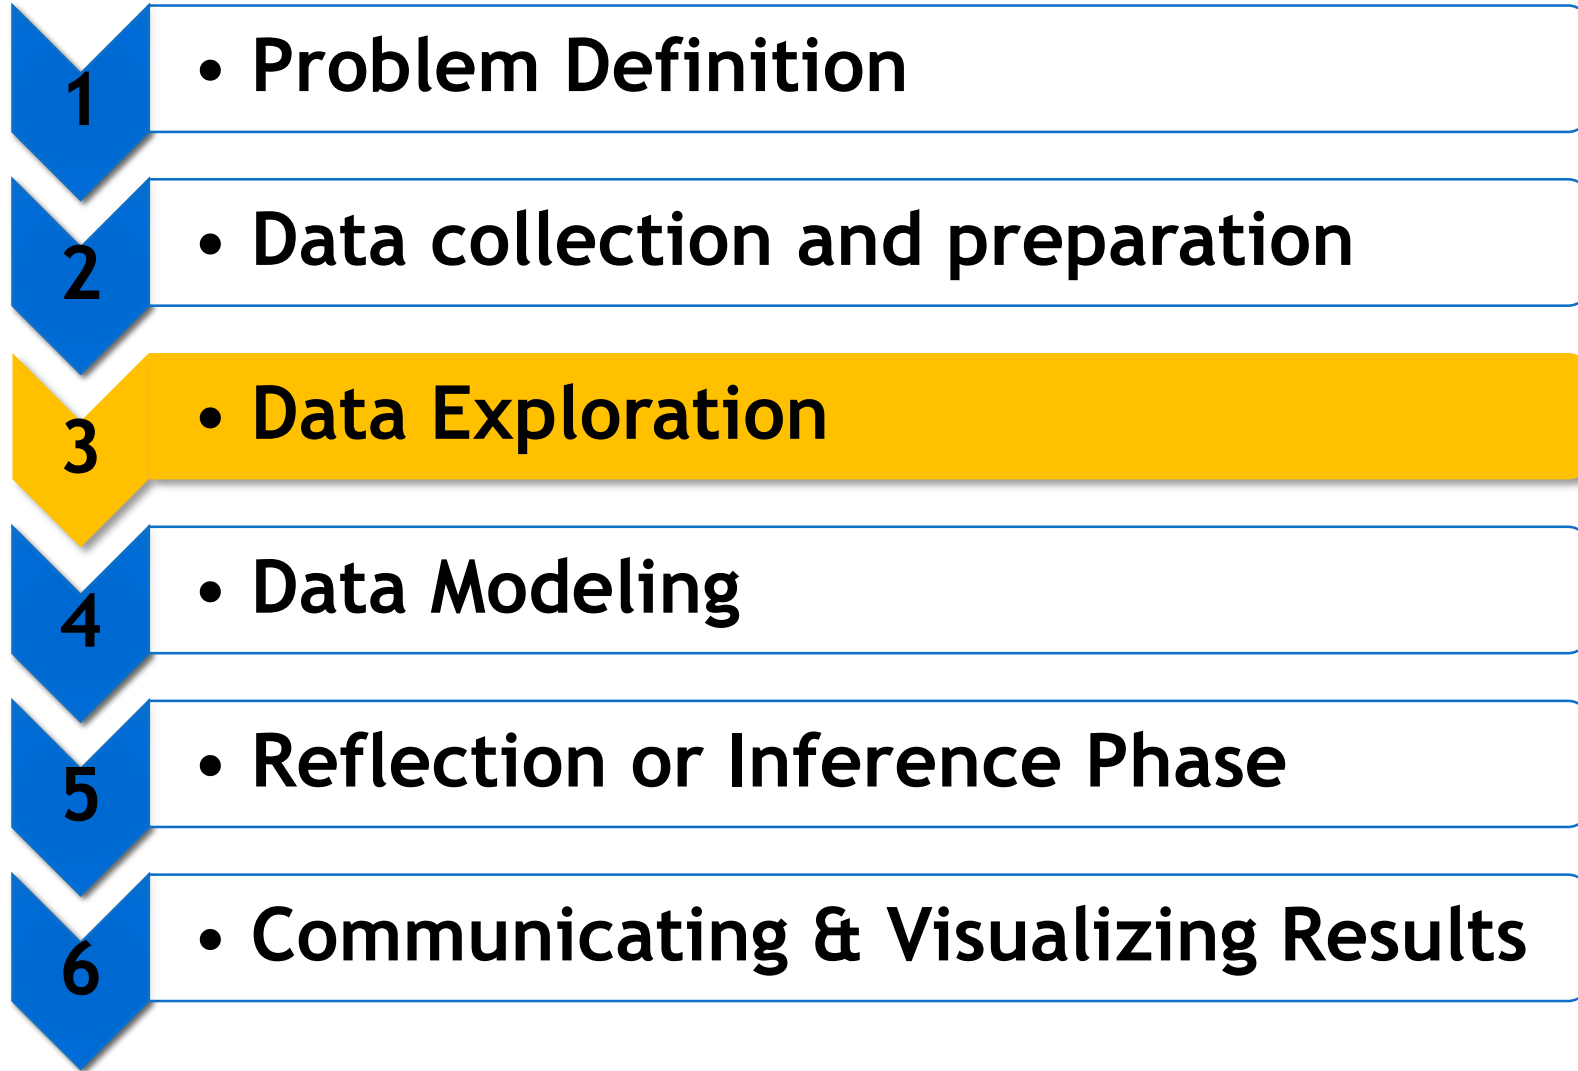 1
• Problem Definition
2
• Data collection and preparation
3
• Data Exploration
4
• Data Modeling
5
• Reflection or Inference Phase
6
• Communicating & Visualizing Results